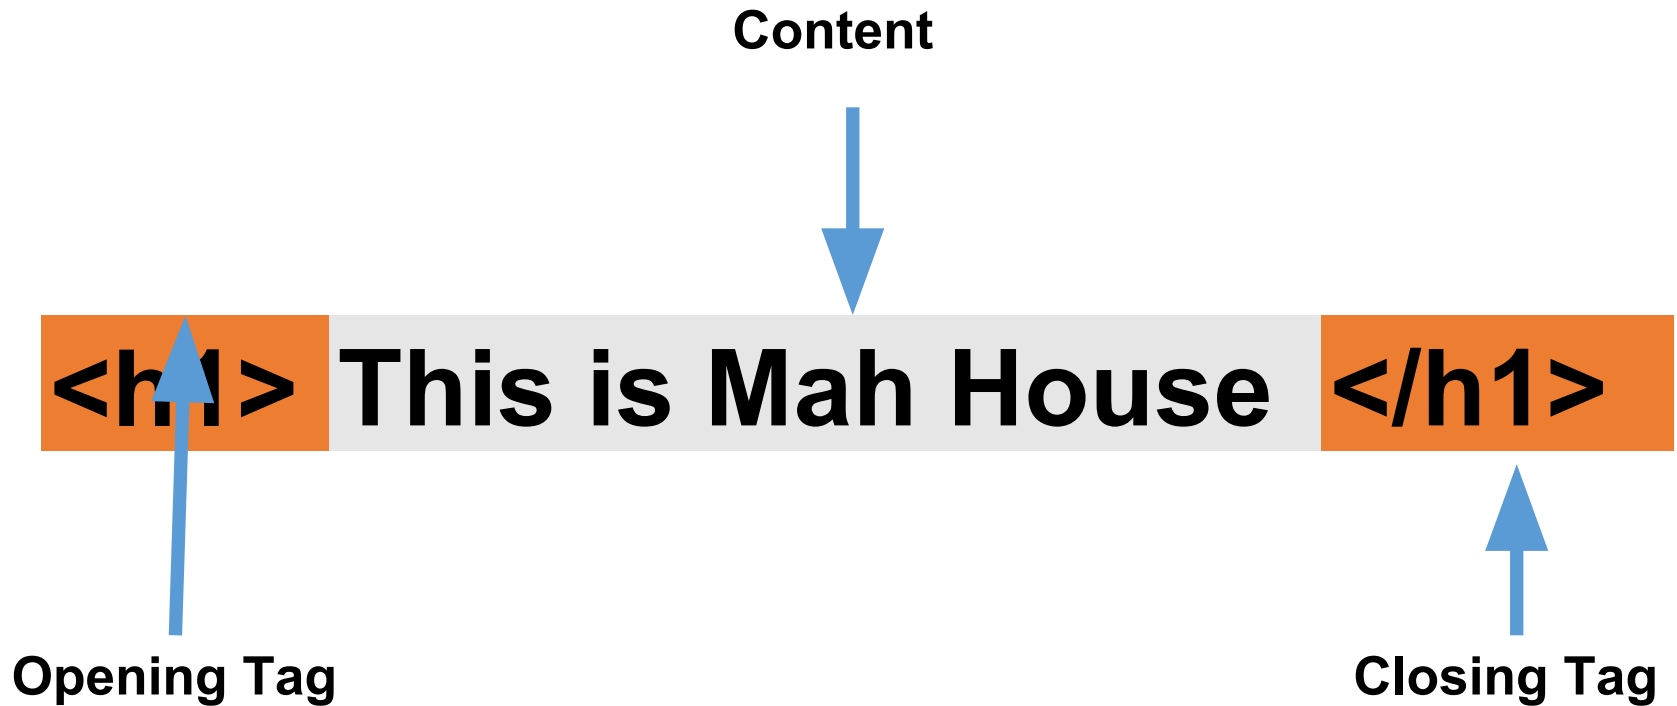 Content
<h1> This is Mah House </h1>
Opening Tag
Closing Tag